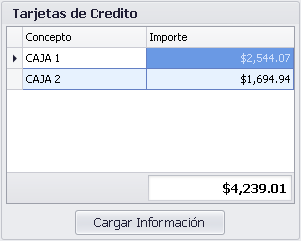 Tarjetas de Credito
Concepto Importe
CAJA 1 $2,544.07
CAJA 2 $1,694.94
$4,239.01
Cargar Información